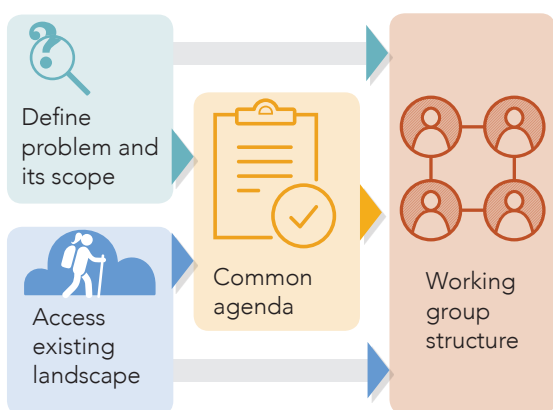 Define
problem and
its scope
Access
existing
landscape
Common
agenda
Working
group
structure